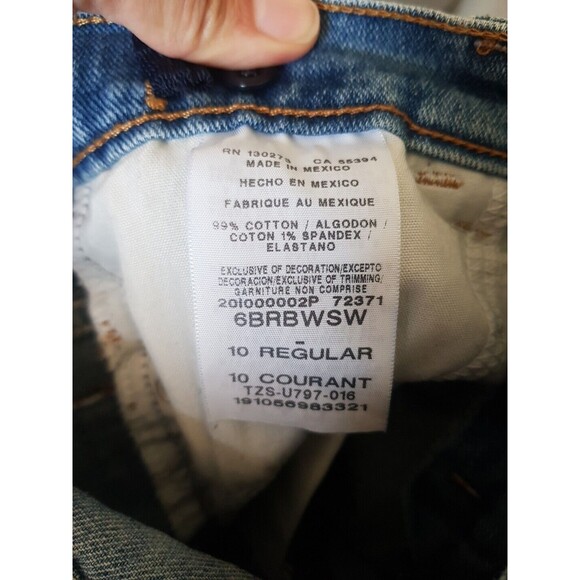 RN 130273 CA 55394
MADE IN MEXICO
HECHO EN MEXICO
FABRIQUE AU MEXIQUE
99% COTTON / ALGODON /
COTON 1% SPANDEX /
ELASTANO
EXCLUSIVE OF DECORATION/EXCEPTO
DECORACION/EXCLUSIVE OF TRIMMING/
GARNITURE NON COMPRISE
20I000002P 72371
6BRBWSW
-
10 REGULAR
10 COURANT
TZS-U797-016
191056983321